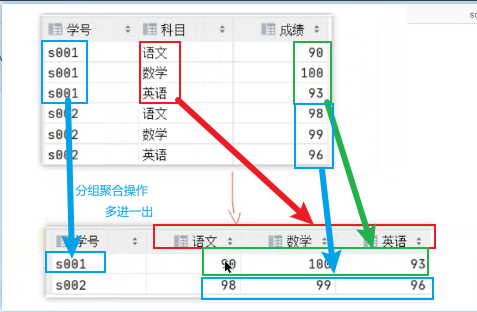 学号 科目 成绩
s001 语文 90
s001 数学 100
s001 英语 93
s002 语文 98
s002 数学 99
s002 英语 96
分组聚合操作
多进一出
学号 语文 数学 英语
s001 90 100 93
s002 98 99 96